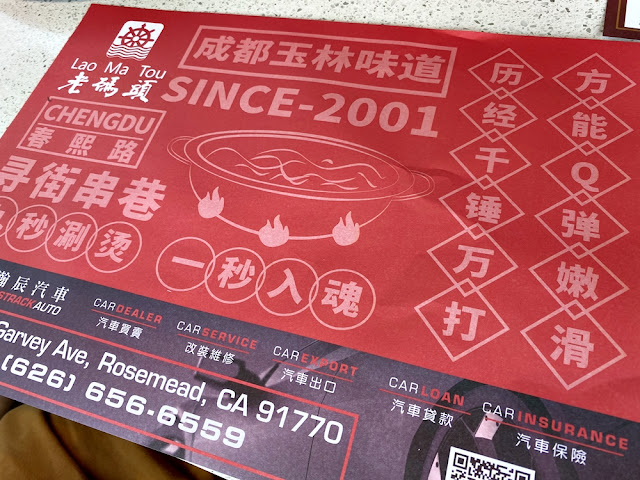 Lao Ma Tou
老碼頭
成都玉林味道
SINCE-2001
CHENGDU
春熙路
寻街串巷
秒涮烫
一秒入魂
历经千锤万打
方能Q弹嫩滑
辰汽車
STRACKAUTO
CARDEALER
汽車買賣
CARSERVICE
改裝維修
CAREXPORT
汽車出口
CARLOAN
汽車貸款
CARINSURANCE
汽車保險
Garvey Ave, Rosemead, CA 91770
(626) 656-6559